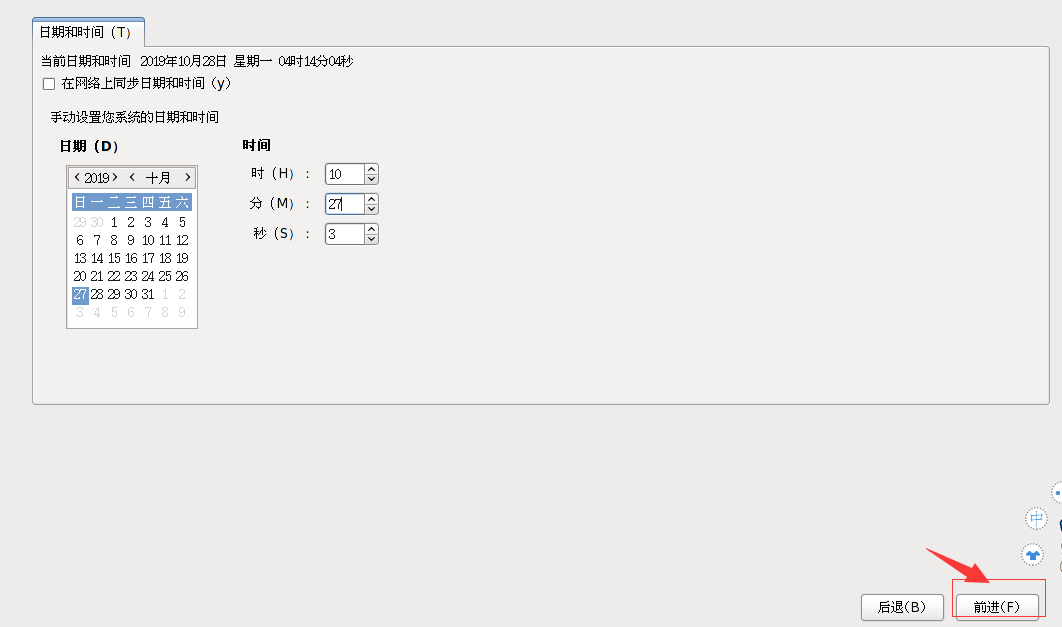 日期和时间（T）
当前日期和时间 2019年10月28日 星期一 04时14分04秒
在网络上同步日期和时间（y）
手动设置您系统的日期和时间
日期（D） 时间
时（H）： 10
分（M）： 27
秒（S）： 3
< 2019 > < 十月 >
日 一 二 三 四 五 六
29 30 1 2 3 4 5
6 7 8 9 10 11 12
13 14 15 16 17 18 19
20 21 22 23 24 25 26
27 28 29 30 31 1 2
3 4 5 6 7 8 9
中
后退(B) 前进(F)